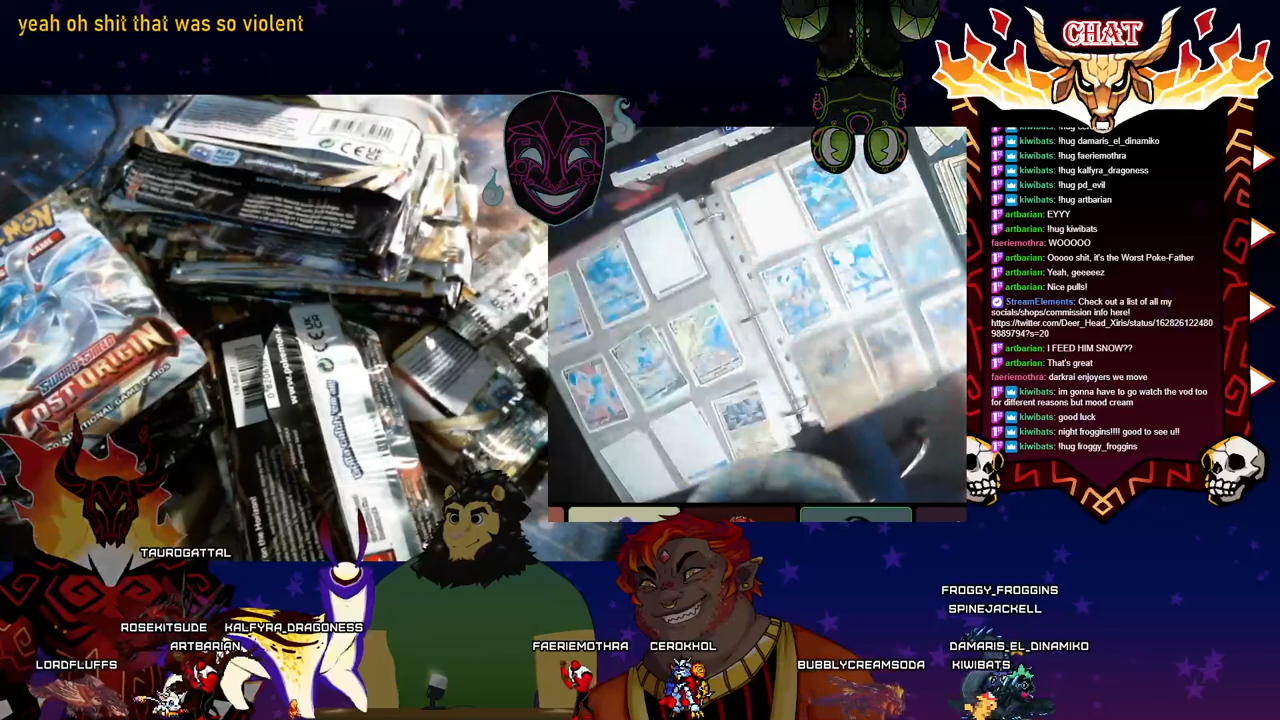 yeah oh shit that was so violent
CHAT
kiwibats: !hug damaris_el_dinamiko
kiwibats: !hug faeriemothra
kiwibats: !hug kalfyra_dragoness
kiwibats: !hug pd_evil
kiwibats: !hug artbarian
artbarian: EYYY
artbarian: !hug kiwibats
faeriemothra: WOOOOO
artbarian: Ooooo shit, it's the Worst Poke-Father
artbarian: Yeah, geeeeez
artbarian: Nice pulls!
StreamElements: Check out a list of all my
socials/shops/commission info here!
https://twitter.com/Deer_Head_Xiris/status/162826122480
9889794?s=20
artbarian: I FEED HIM SNOW??
artbarian: That's great
faeriemothra: darkrai enjoyers we move
kiwibats: im gonna have to go watch the vod too
for different reasons but mood cream
kiwibats: good luck
kiwibats: night froggins!!!! good to see u!!
kiwibats: !hug froggy_froggins
SWORD & SHIELD
LOST ORIGIN
TAUROGATTAL
ROSEKITSUDE
KALFYRA_DRAGONESS
ARTBARIAN
LORDFLUFFS
FAERIEMOTHRA
CEROKHOL
BUBBLYCREAMSODA
FROGGY_FROGGINS
SPINEJACKELL
DAMARIS_EL_DINAMIKO
KIWIBATS